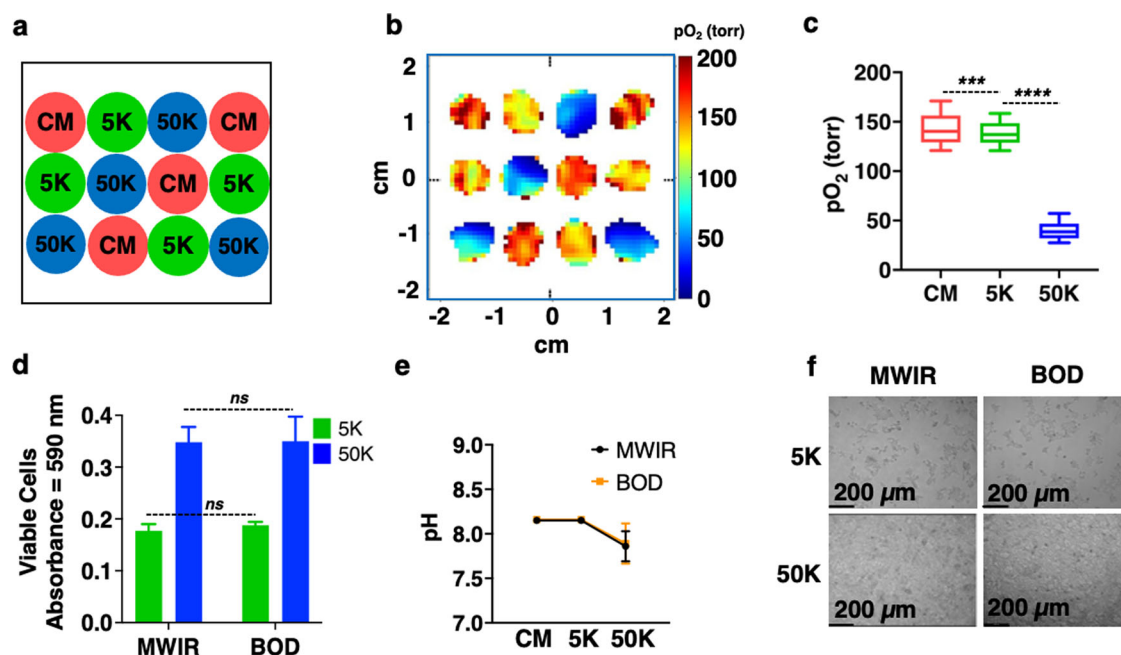 a
CM 5K 50K CM
5K 50K CM 5K
50K CM 5K 50K
b
pO₂ (torr)
200
150
100
50
0
2
1
0
-1
-2
cm
-2 -1 0 1 2
cm
c
200
150
100
50
0
pO₂ (torr)
***
****
CM 5K 50K
d
Viable Cells
Absorbance = 590 nm
0.4
0.3
0.2
0.1
0.0
ns
ns
5K
50K
MWIR BOD
e
pH
9.0
8.5
8.0
7.5
7.0
MWIR
BOD
CM 5K 50K
f
MWIR BOD
5K
200 µm 200 µm
50K
200 µm 200 µm